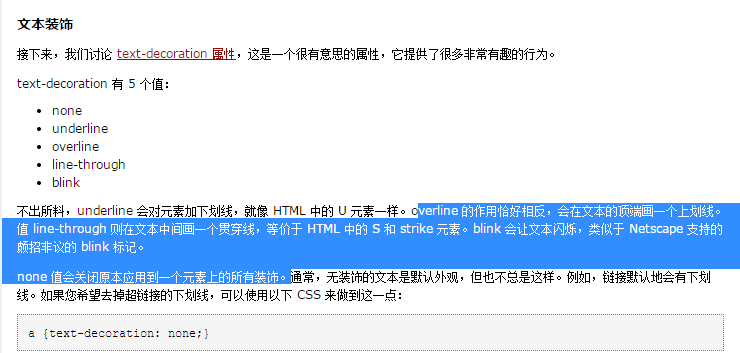 文本装饰
接下来，我们讨论 text-decoration 属性，这是一个很有意思的属性，它提供了很多非常有趣的行为。
text-decoration 有 5 个值：
none
underline
overline
line-through
blink
不出所料，underline 会对元素加下划线，就像 HTML 中的 U 元素一样。overline 的作用恰好相反，会在文本的顶端画一个上划线。
值 line-through 则在文本中间画一个贯穿线，等价于 HTML 中的 S 和 strike 元素。blink 会让文本闪烁，类似于 Netscape 支持的
颇招非议的 blink 标记。
none 值会关闭原本应用到一个元素上的所有装饰。通常，无装饰的文本是默认外观，但也不总是这样。例如，链接默认地会有下划
线。如果您希望去掉超链接的下划线，可以使用以下 CSS 来做到这一点：
a {text-decoration: none;}